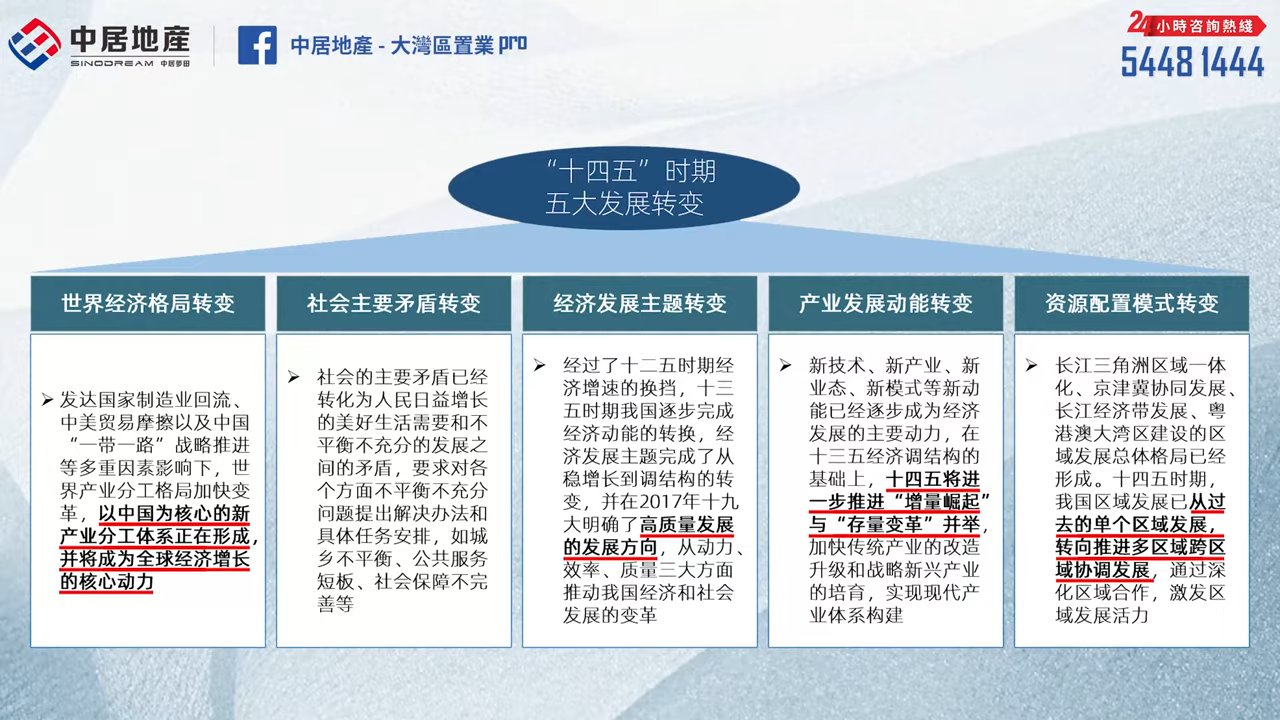 中居地產
SINODREAM 中居夢田
中居地產 - 大灣區置業 pro
24小時咨詢熱綫
5448 1444
“十四五” 时期
五大发展转变
世界经济格局转变
发达国家制造业回流、
中美贸易摩擦以及中国
“一带一路” 战略推进
等多重因素影响下，世
界产业分工格局加快变
革，以中国为核心的新
产业分工体系正在形成，
并将成为全球经济增长
的核心动力
社会主要矛盾转变
社会的主要矛盾已经
转化为人民日益增长
的美好生活需要和不
平衡不充分的发展之
间的矛盾，要求对各
个方面不平衡不充分
问题提出解决办法和
具体任务安排，如城
乡不平衡、公共服务
短板、社会保障不完
善等
经济发展主题转变
经过了十二五时期经
济增速的换挡，十三
五时期我国逐步完成
经济动能的转换，经
济发展主题完成了从
稳增长到调结构的转
变，并在2017年十九
大明确了高质量发展
的发展方向，从动力、
效率、质量三大方面
推动我国经济和社会
发展的变革
产业发展动能转变
新技术、新产业、新
业态、新模式等新动
能已经逐步成为经济
发展的主要动力，在
十三五经济调结构的
基础上，十四五将进
一步推进“增量崛起”
与“存量变革”并举，
加快传统产业的改造
升级和战略新兴产业
的培育，实现现代产
业体系构建
资源配置模式转变
长江三角洲区域一体
化、京津冀协同发展、
长江经济带发展、粤
港澳大湾区建设的区
域发展总体格局已经
形成。十四五时期，
我国区域发展已从过
去的单个区域发展，
转向推进多区域跨区
域协调发展，通过深
化区域合作，激发区
域发展活力